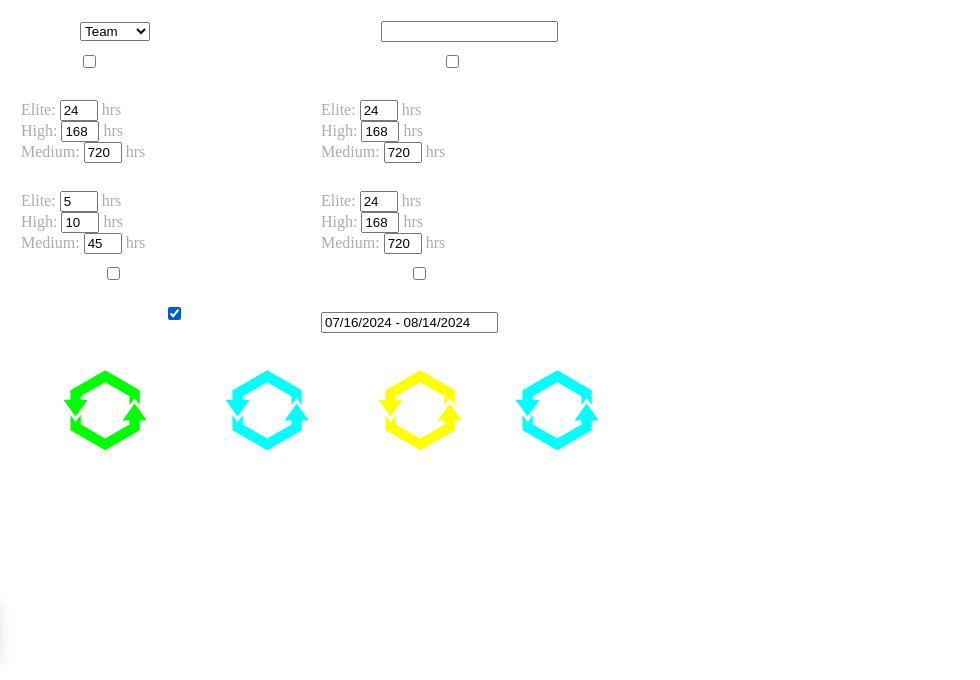 Team
Elite: 24 hrs
High: 168 hrs
Medium: 720 hrs
Elite: 24 hrs
High: 168 hrs
Medium: 720 hrs
Elite: 5 hrs
High: 10 hrs
Medium: 45 hrs
Elite: 24 hrs
High: 168 hrs
Medium: 720 hrs
07/16/2024 - 08/14/2024